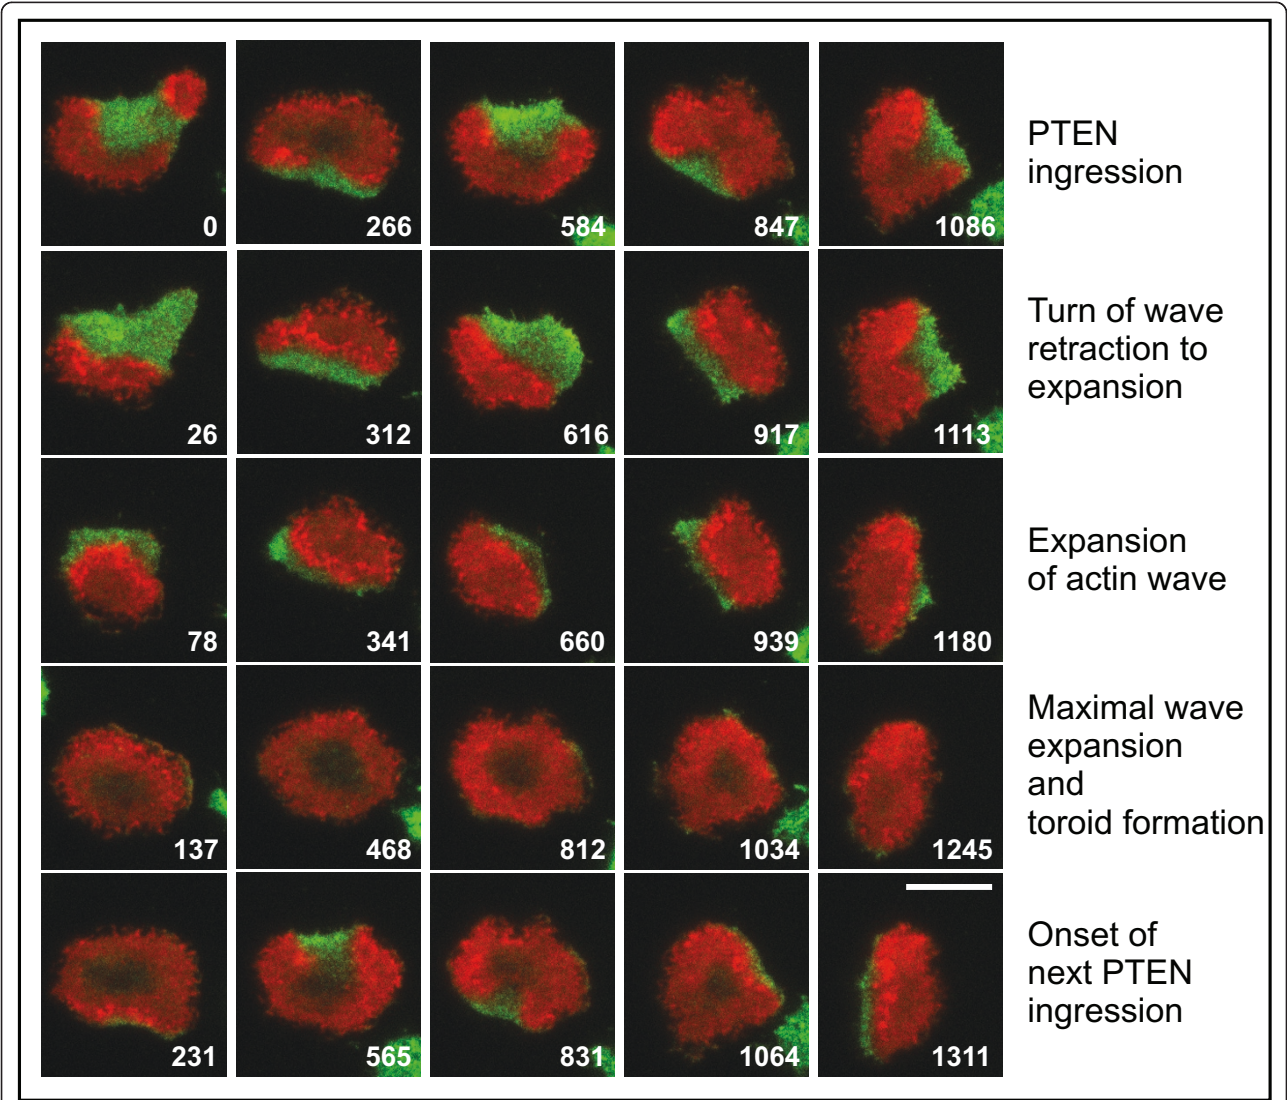 0 266 584 847 1086
PTEN
ingression
26 312 616 917 1113
Turn of wave
retraction to
expansion
78 341 660 939 1180
Expansion
of actin wave
137 468 812 1034 1245
Maximal wave
expansion
and
toroid formation
231 565 831 1064 1311
Onset of
next PTEN
ingression